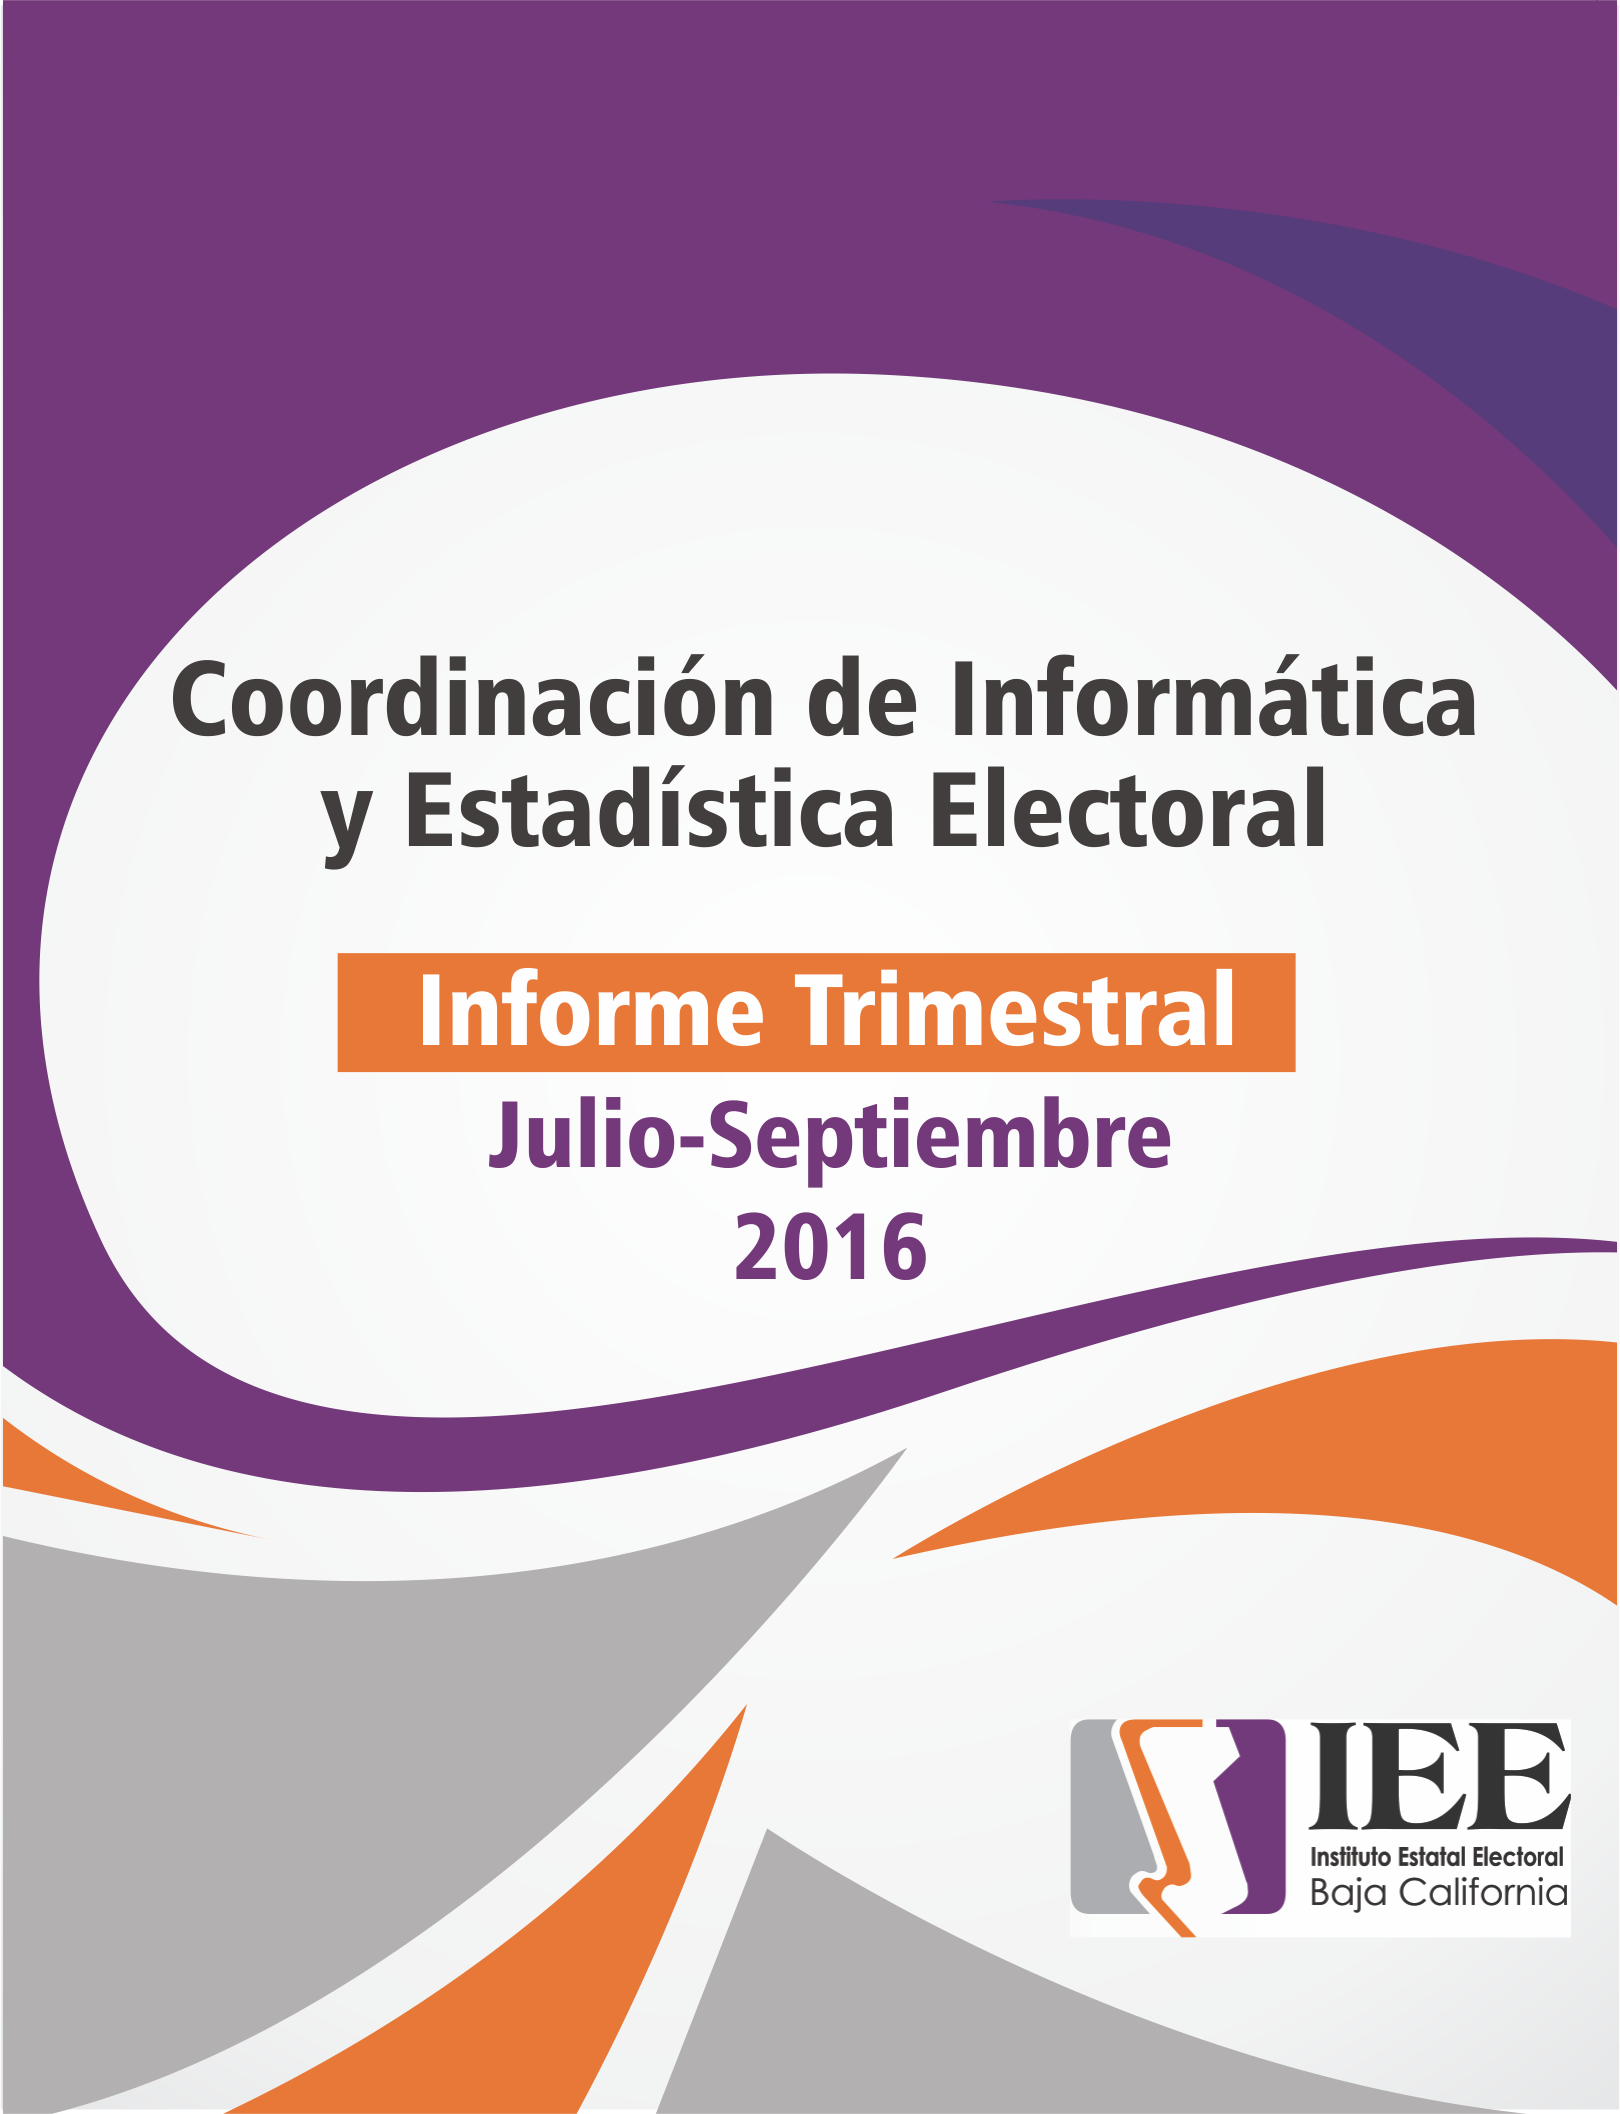 Coordinación de Informática
y Estadística Electoral
Informe Trimestral
Julio-Septiembre
2016
IEE
Instituto Estatal Electoral
Baja California